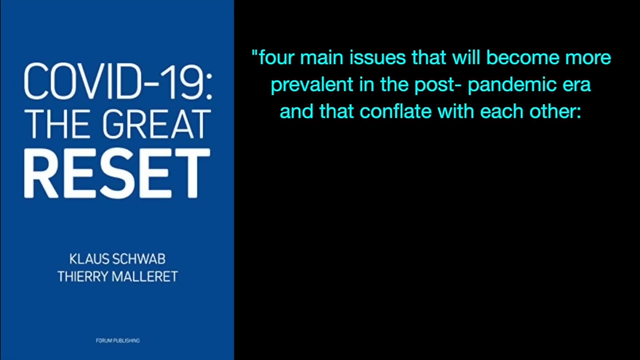 COVID-19:
THE GREAT
RESET
KLAUS SCHWAB
THIERRY MALLERET
FORUM PUBLISHING
"four main issues that will become more
prevalent in the post- pandemic era
and that conflate with each other: